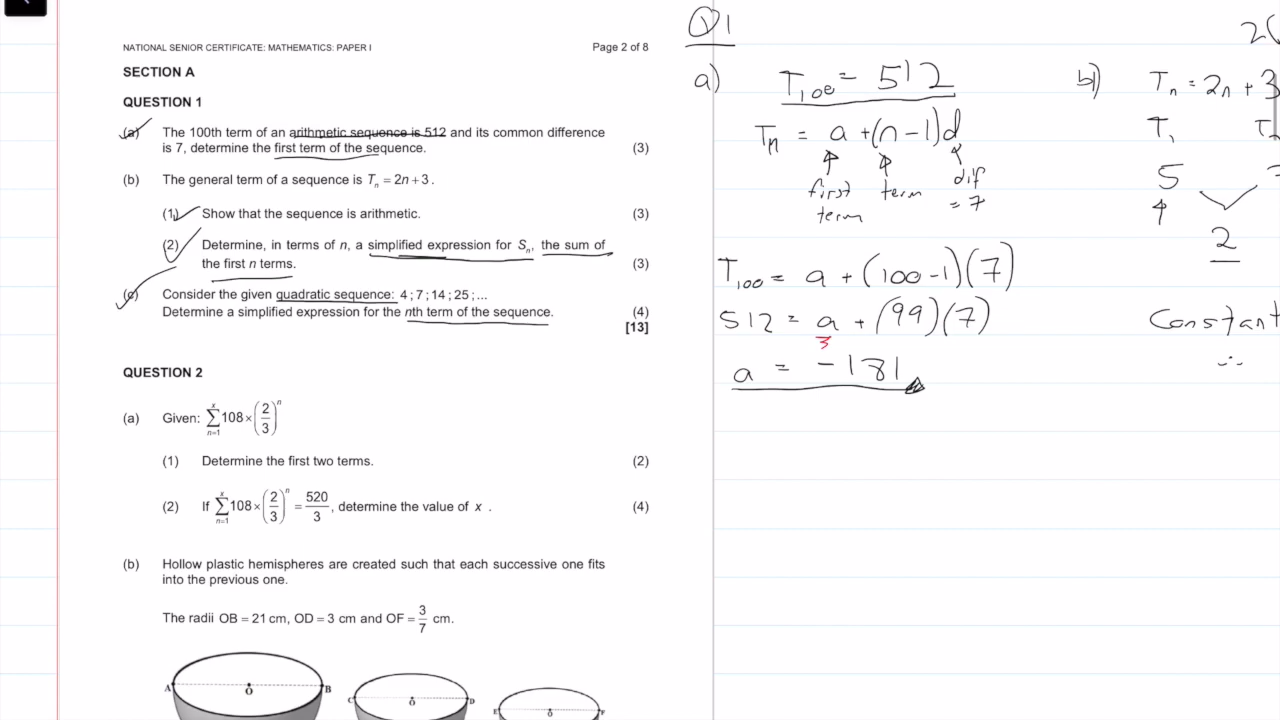 NATIONAL SENIOR CERTIFICATE: MATHEMATICS: PAPER I
Page 2 of 8
SECTION A
QUESTION 1
(a) The 100th term of an arithmetic sequence is 512 and its common difference
is 7, determine the first term of the sequence. (3)
(b) The general term of a sequence is Tn = 2n + 3.
(1) Show that the sequence is arithmetic. (3)
(2) Determine, in terms of n, a simplified expression for Sn, the sum of
the first n terms. (3)
(c) Consider the given quadratic sequence: 4 ; 7 ; 14 ; 25 ; ...
Determine a simplified expression for the nth term of the sequence. (4)
[13]
QUESTION 2
(a) Given: x∑n=1 108 × (2/3)^n
(1) Determine the first two terms. (2)
(2) If x∑n=1 108 × (2/3)^n = 520/3, determine the value of x . (4)
(b) Hollow plastic hemispheres are created such that each successive one fits
into the previous one.
The radii OB = 21 cm, OD = 3 cm and OF = 3/7 cm.
A O B
C O D
E O F
Q1
a) T100 = 512
Tn = a + (n - 1)d
first
term
term
dif
= 7
T100 = a + (100 - 1)(7)
512 = a + (99)(7)
3
a = -181
2(
b) Tn = 2n + 3
T1
5
2
Constant
∴